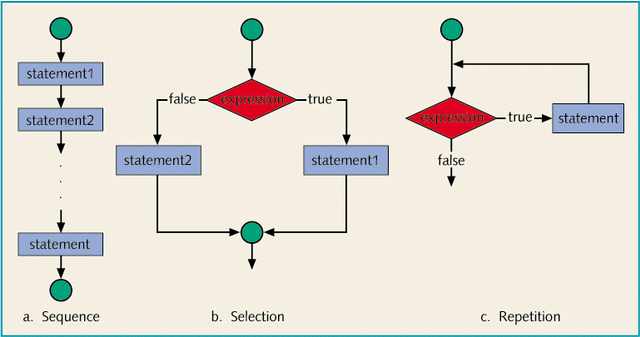 statement1
statement2
.
.
.
statement
a. Sequence
expression
false
true
statement2
statement1
b. Selection
expression
true
statement
false
c. Repetition